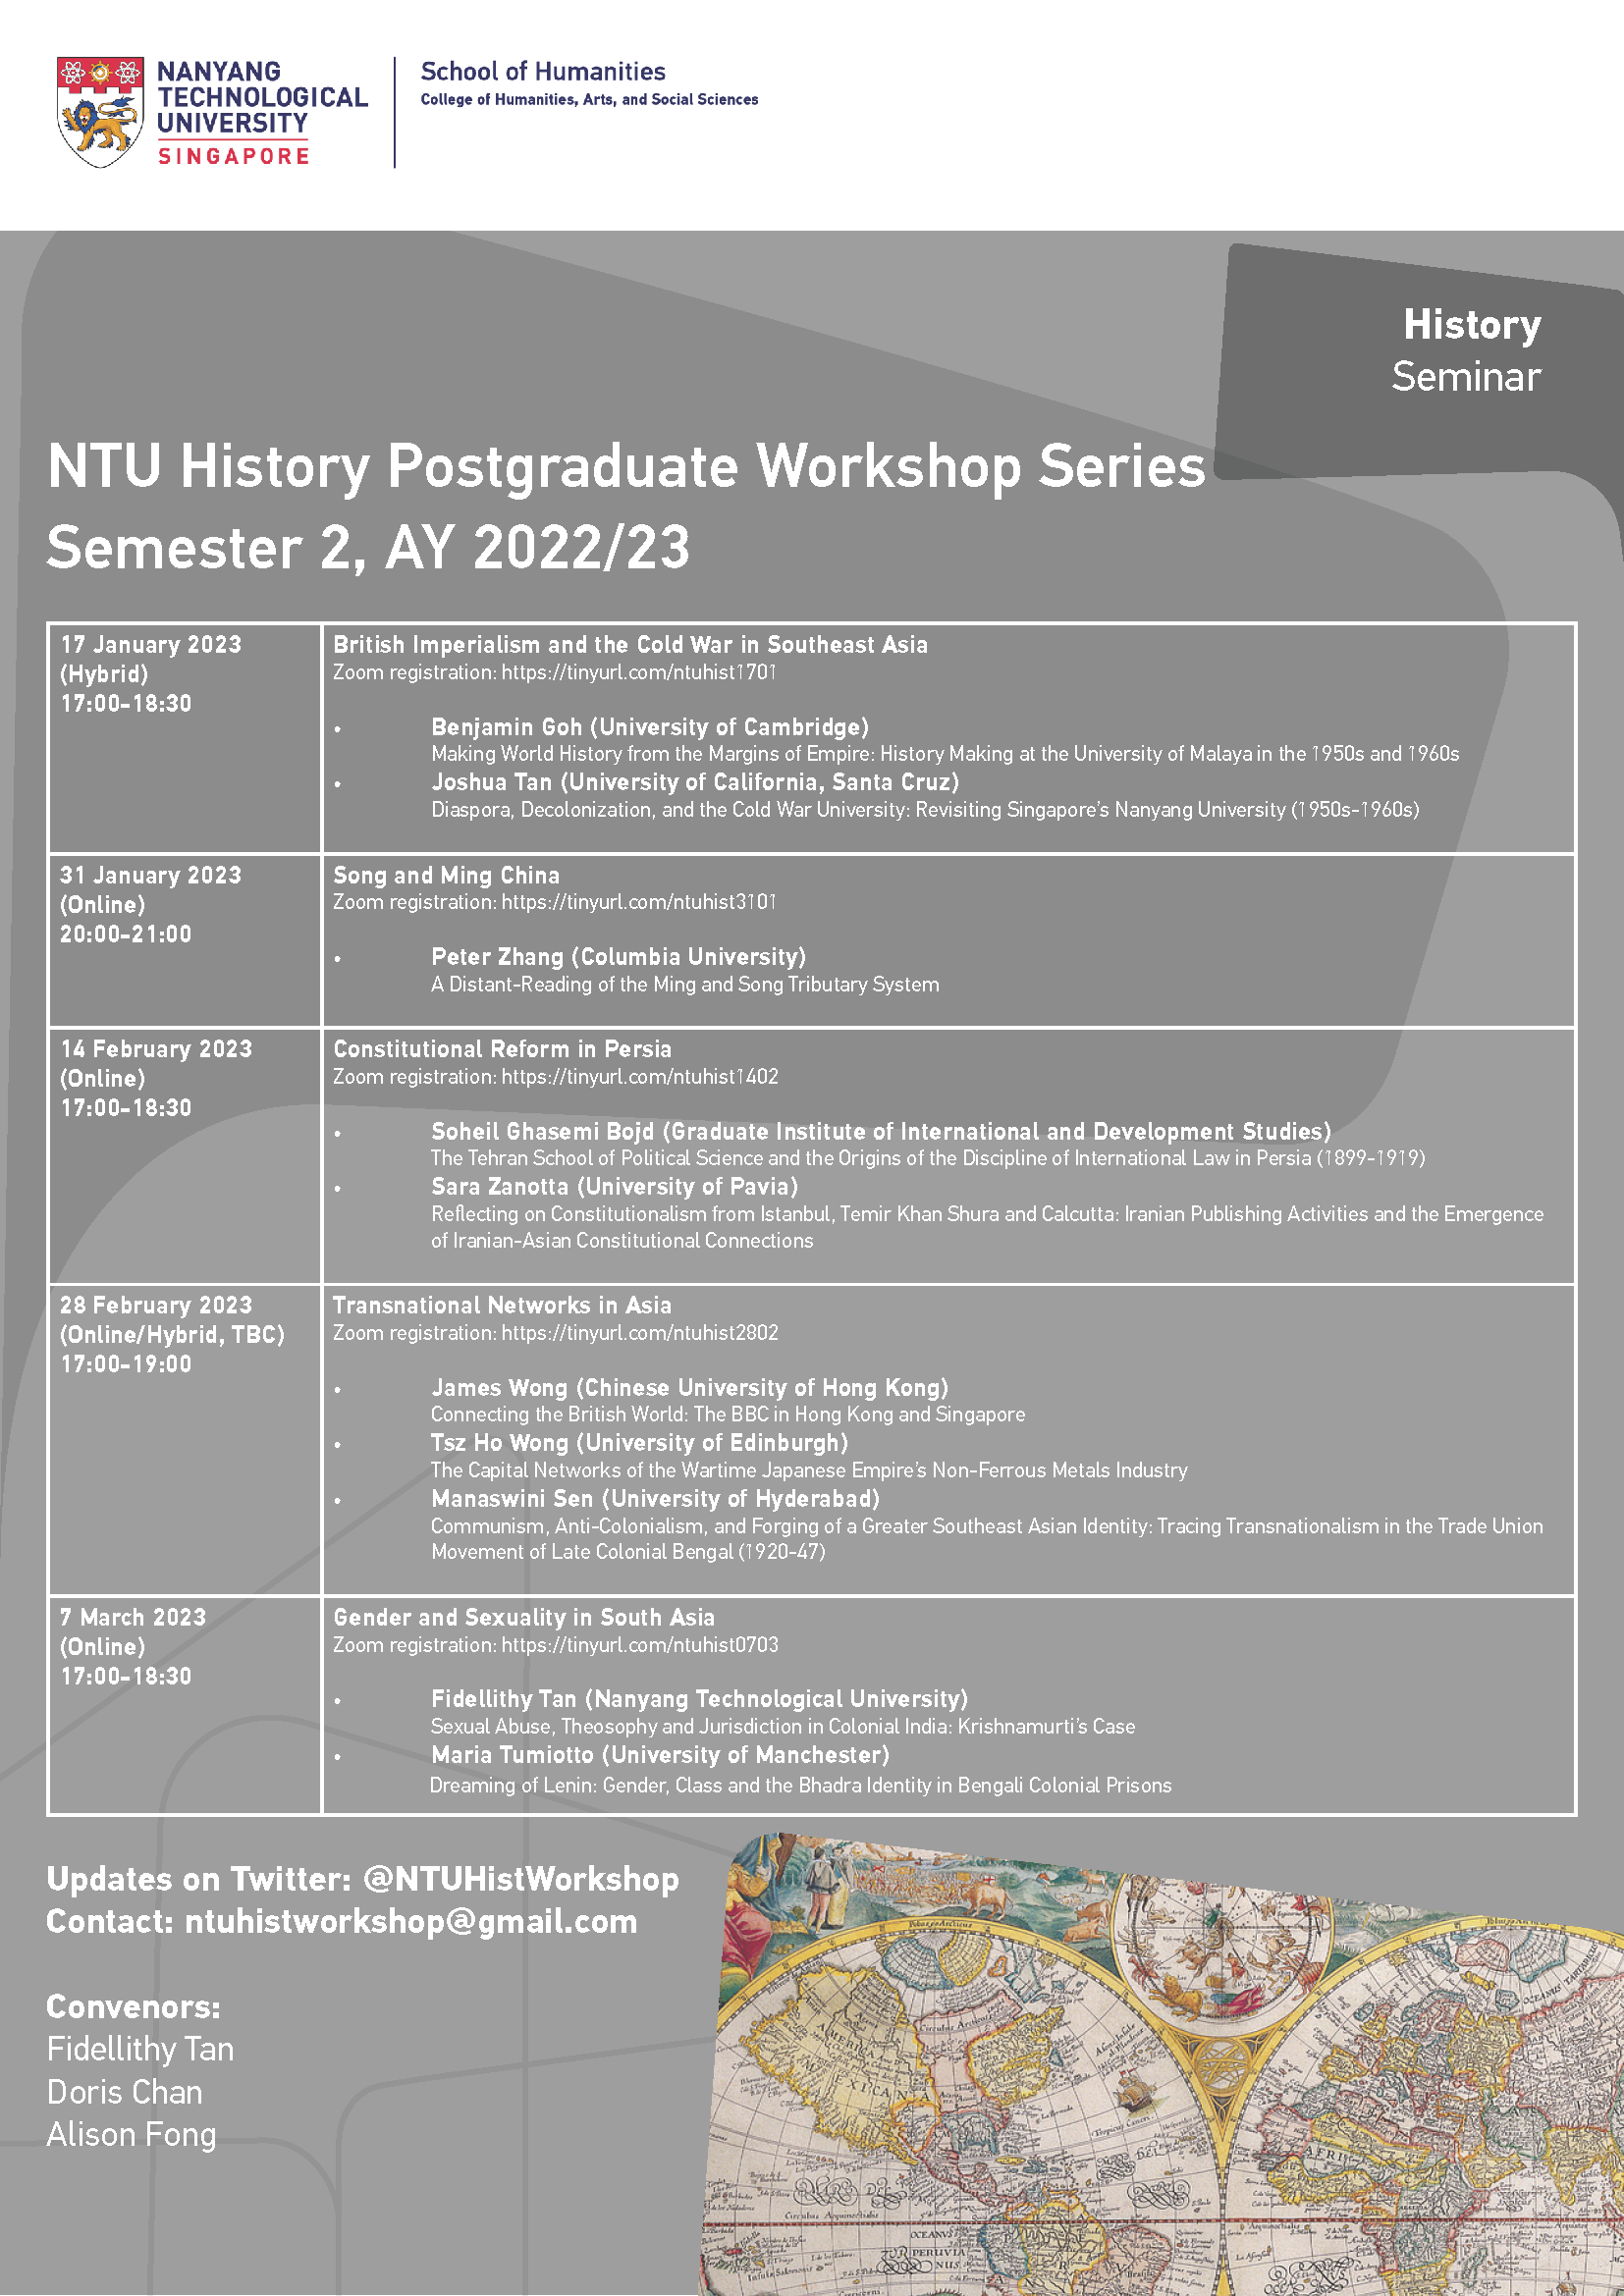 NANYANG
TECHNOLOGICAL
UNIVERSITY
SINGAPORE
School of Humanities
College of Humanities, Arts, and Social Sciences
History
Seminar
NTU History Postgraduate Workshop Series
Semester 2, AY 2022/23
17 January 2023
(Hybrid)
17:00-18:30
British Imperialism and the Cold War in Southeast Asia
Zoom registration: https://tinyurl.com/ntuhist1701
• Benjamin Goh (University of Cambridge)
Making World History from the Margins of Empire: History Making at the University of Malaya in the 1950s and 1960s
• Joshua Tan (University of California, Santa Cruz)
Diaspora, Decolonization, and the Cold War University: Revisiting Singapore's Nanyang University (1950s-1960s)
31 January 2023
(Online)
20:00-21:00
Song and Ming China
Zoom registration: https://tinyurl.com/ntuhist3101
• Peter Zhang (Columbia University)
A Distant-Reading of the Ming and Song Tributary System
14 February 2023
(Online)
17:00-18:30
Constitutional Reform in Persia
Zoom registration: https://tinyurl.com/ntuhist1402
• Soheil Ghasemi Bojd (Graduate Institute of International and Development Studies)
The Tehran School of Political Science and the Origins of the Discipline of International Law in Persia (1899-1919)
• Sara Zanotta (University of Pavia)
Reflecting on Constitutionalism from Istanbul, Temir Khan Shura and Calcutta: Iranian Publishing Activities and the Emergence
of Iranian-Asian Constitutional Connections
28 February 2023
(Online/Hybrid, TBC)
17:00-19:00
Transnational Networks in Asia
Zoom registration: https://tinyurl.com/ntuhist2802
• James Wong (Chinese University of Hong Kong)
Connecting the British World: The BBC in Hong Kong and Singapore
• Tsz Ho Wong (University of Edinburgh)
The Capital Networks of the Wartime Japanese Empire's Non-Ferrous Metals Industry
• Manaswini Sen (University of Hyderabad)
Communism, Anti-Colonialism, and Forging of a Greater Southeast Asian Identity: Tracing Transnationalism in the Trade Union
Movement of Late Colonial Bengal (1920-47)
7 March 2023
(Online)
17:00-18:30
Gender and Sexuality in South Asia
Zoom registration: https://tinyurl.com/ntuhist0703
• Fidellithy Tan (Nanyang Technological University)
Sexual Abuse, Theosophy and Jurisdiction in Colonial India: Krishnamurti's Case
• Maria Tumiotto (University of Manchester)
Dreaming of Lenin: Gender, Class and the Bhadra Identity in Bengali Colonial Prisons
Updates on Twitter: @NTUHistWorkshop
Contact: ntuhistworkshop@gmail.com
Convenors:
Fidellithy Tan
Doris Chan
Alison Fong
AMERICA
MEXICANA
MAR DEL
Circulus Aequinoctialis
OCEANUS
PERUVIA
NUS